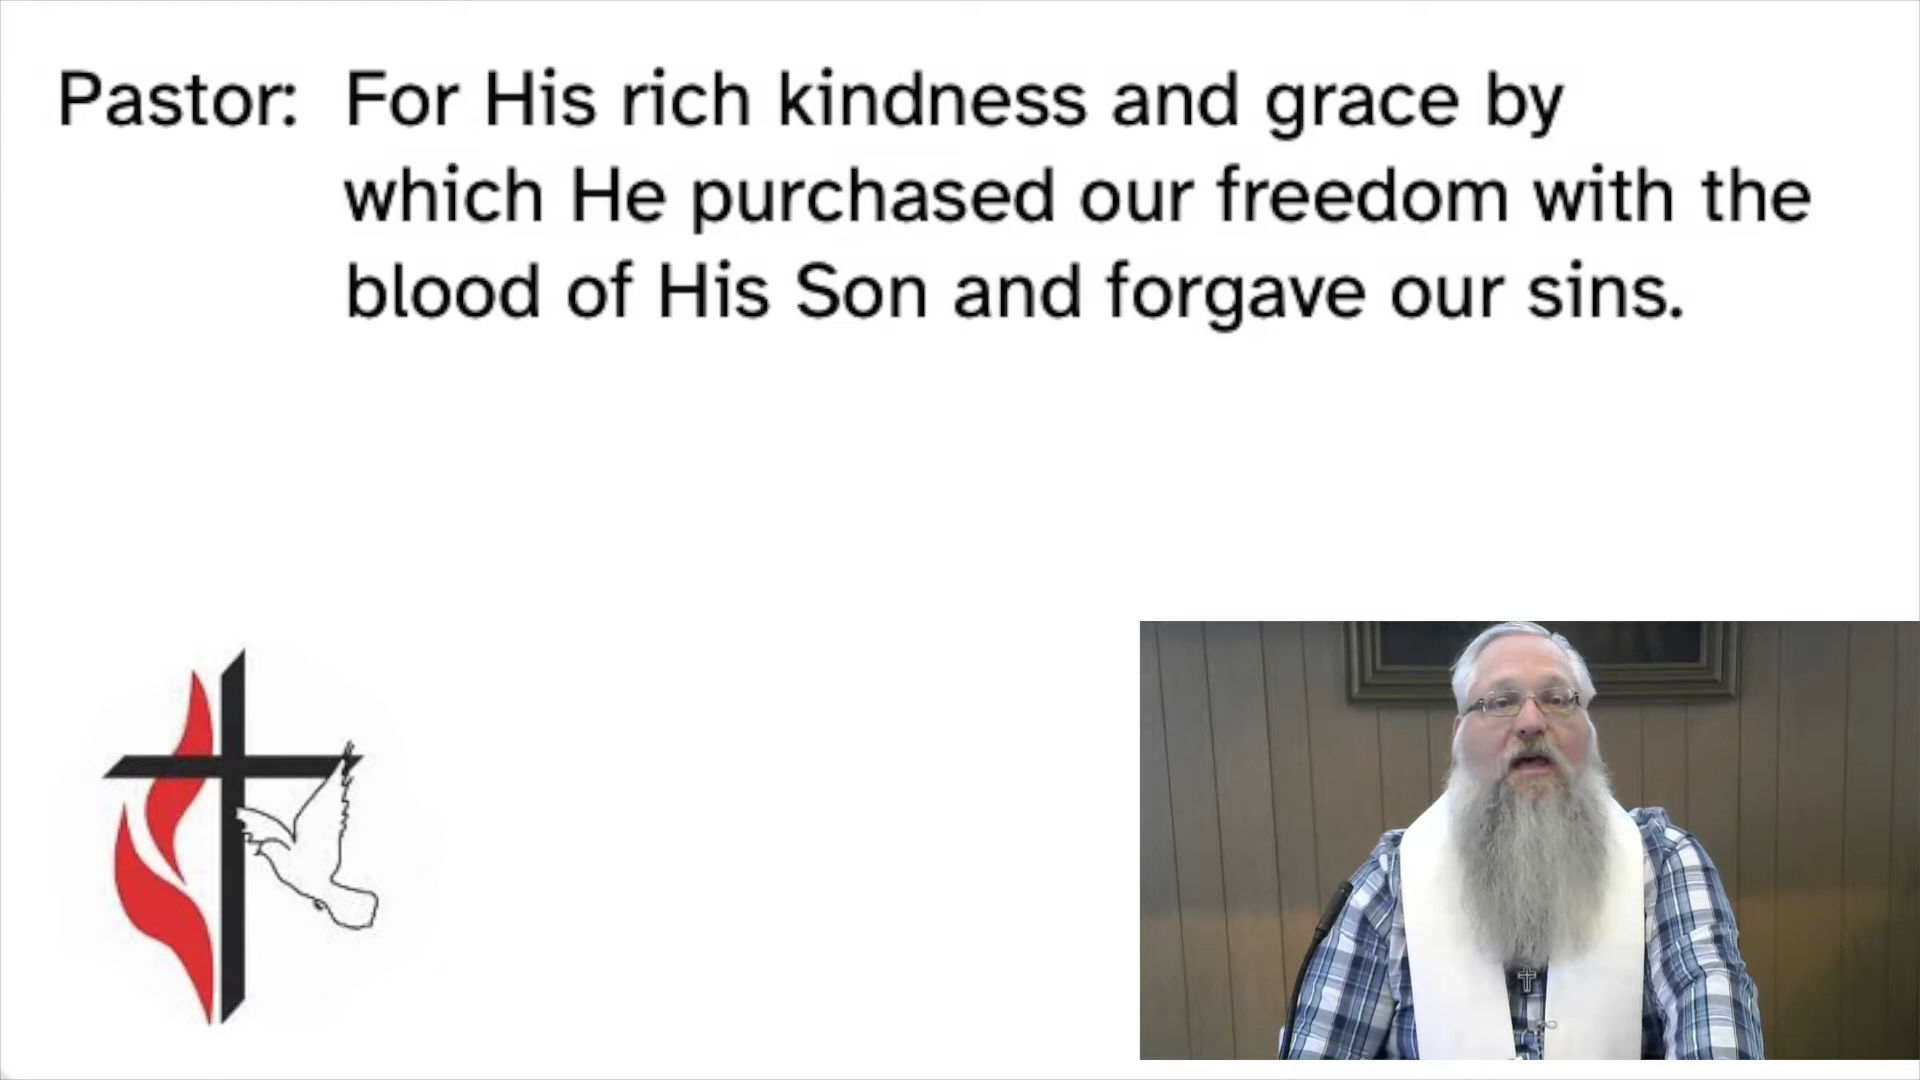 Pastor: For His rich kindness and grace by
which He purchased our freedom with the
blood of His Son and forgave our sins.